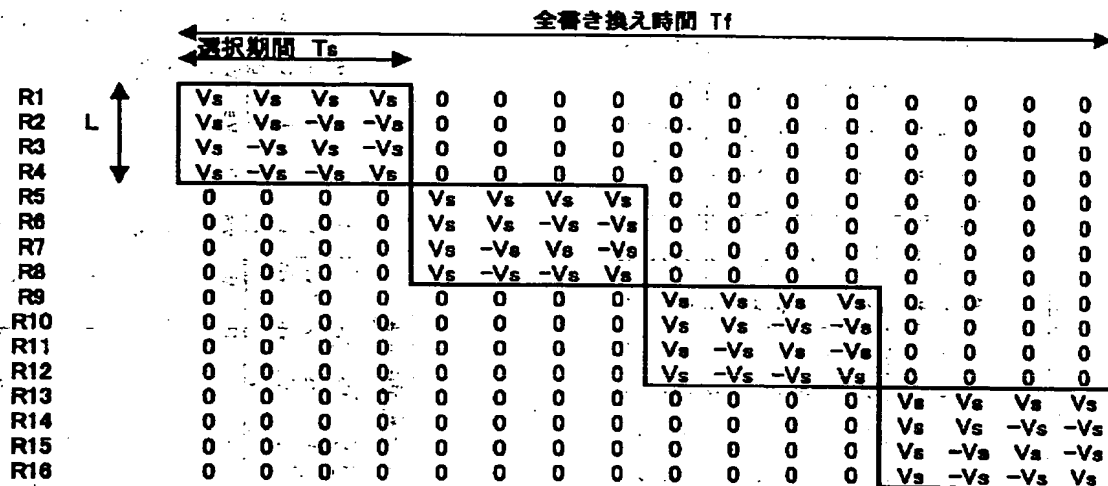 全書き換え時間 Tf
選択期間 Ts
L
R1 Vs Vs Vs Vs 0 0 0 0 0 0 0 0 0 0 0 0
R2 Vs Vs -Vs -Vs 0 0 0 0 0 0 0 0 0 0 0 0
R3 Vs -Vs Vs -Vs 0 0 0 0 0 0 0 0 0 0 0 0
R4 Vs -Vs -Vs Vs 0 0 0 0 0 0 0 0 0 0 0 0
R5 0 0 0 0 Vs Vs Vs Vs 0 0 0 0 0 0 0 0
R6 0 0 0 0 Vs Vs -Vs -Vs 0 0 0 0 0 0 0 0
R7 0 0 0 0 Vs -Vs Vs -Vs 0 0 0 0 0 0 0 0
R8 0 0 0 0 Vs -Vs -Vs Vs 0 0 0 0 0 0 0 0
R9 0 0 0 0 0 0 0 0 Vs Vs Vs Vs 0 0 0 0
R10 0 0 0 0 0 0 0 0 Vs Vs -Vs -Vs 0 0 0 0
R11 0 0 0 0 0 0 0 0 Vs -Vs Vs -Vs 0 0 0 0
R12 0 0 0 0 0 0 0 0 Vs -Vs -Vs Vs 0 0 0 0
R13 0 0 0 0 0 0 0 0 0 0 0 0 Vs Vs Vs Vs
R14 0 0 0 0 0 0 0 0 0 0 0 0 Vs Vs -Vs -Vs
R15 0 0 0 0 0 0 0 0 0 0 0 0 Vs -Vs Vs -Vs
R16 0 0 0 0 0 0 0 0 0 0 0 0 Vs -Vs -Vs Vs